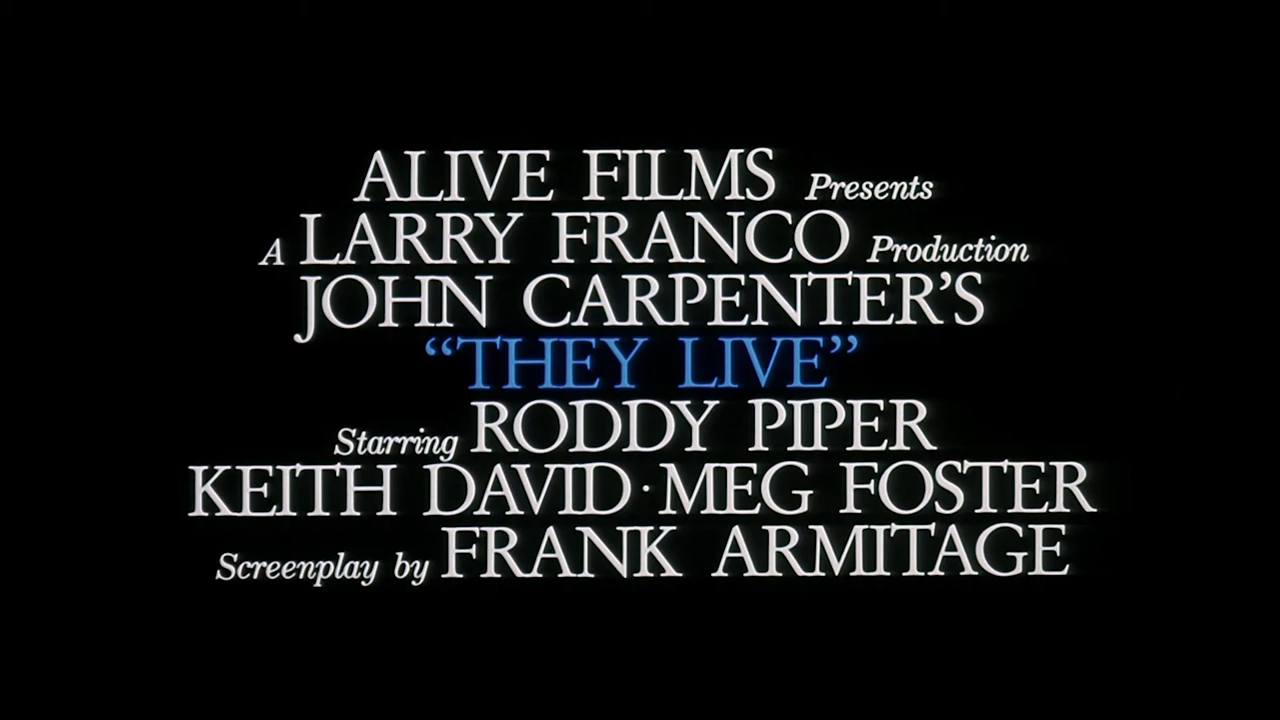 ALIVE FILMS Presents
A LARRY FRANCO Production
JOHN CARPENTER’S
“THEY LIVE”
Starring RODDY PIPER
KEITH DAVID · MEG FOSTER
Screenplay by FRANK ARMITAGE